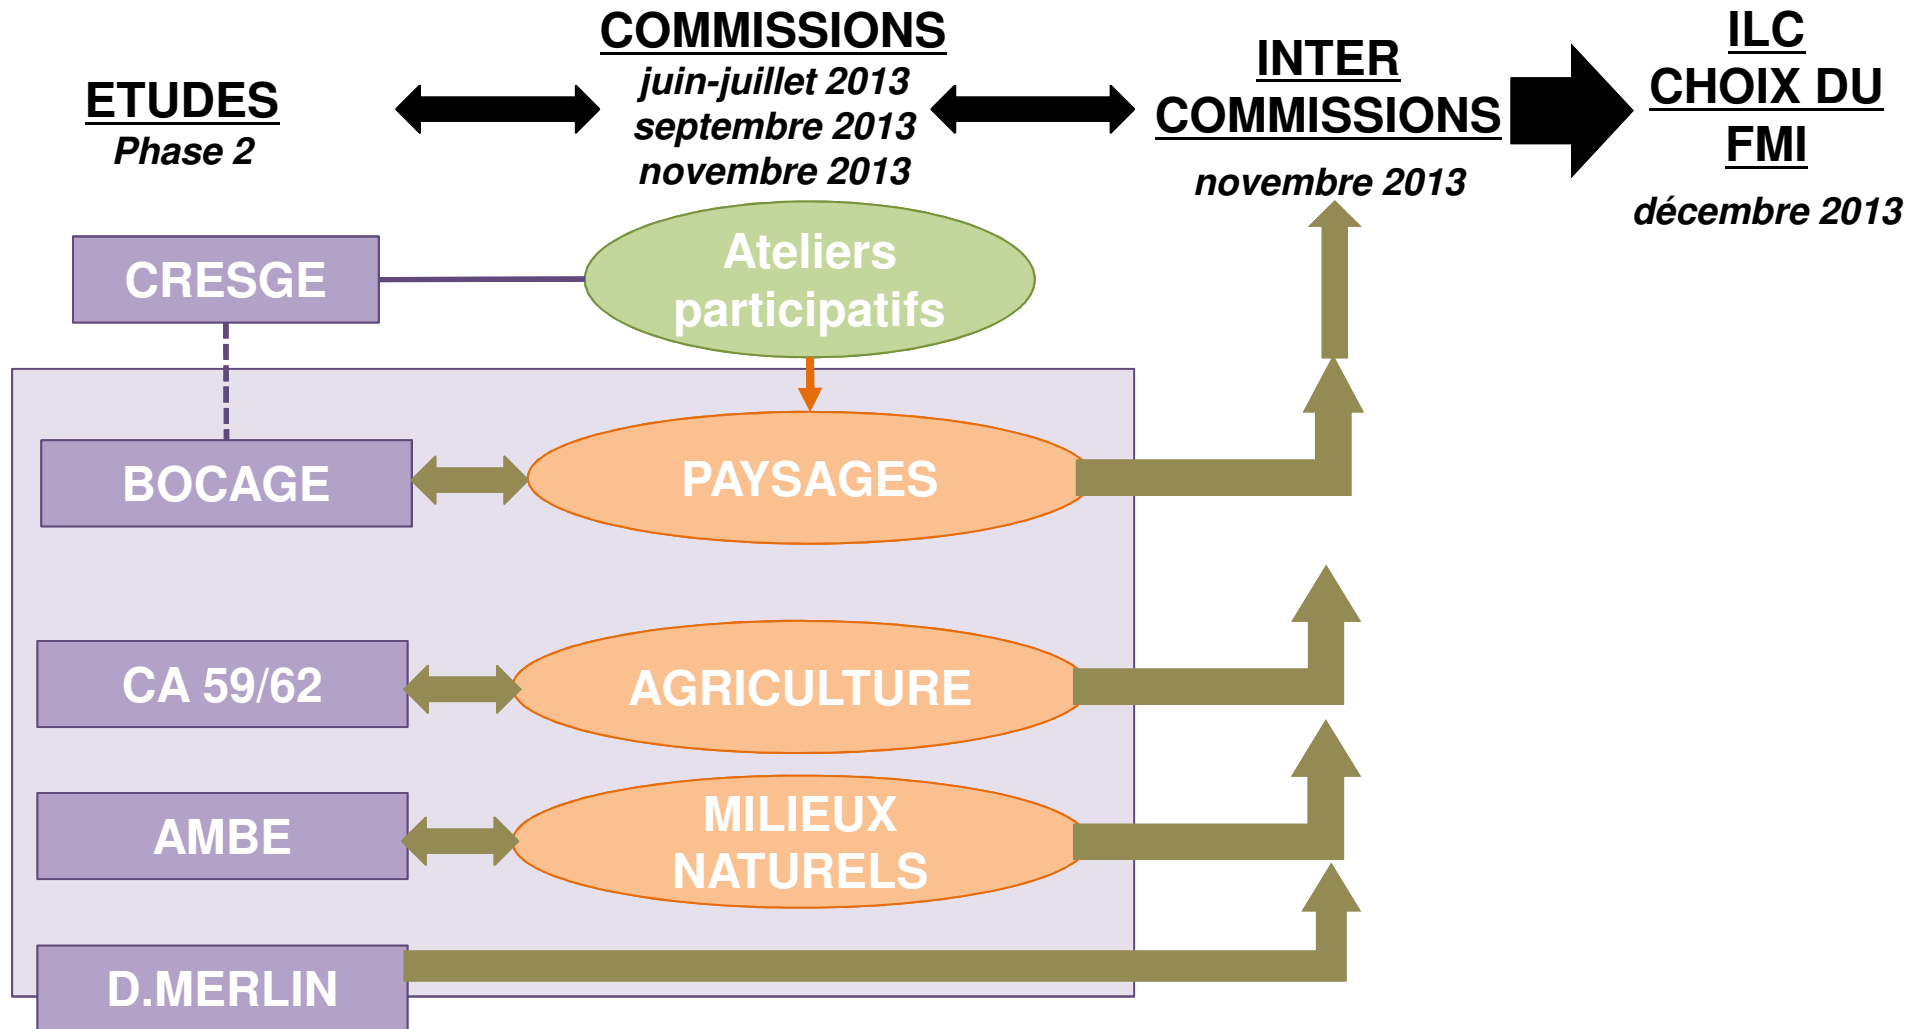 ETUDES
Phase 2
COMMISSIONS
juin-juillet 2013
septembre 2013
novembre 2013
INTER
COMMISSIONS
novembre 2013
ILC
CHOIX DU
FMI
décembre 2013
CRESGE
Ateliers
participatifs
BOCAGE
PAYSAGES
CA 59/62
AGRICULTURE
AMBE
MILIEUX
NATURELS
D.MERLIN